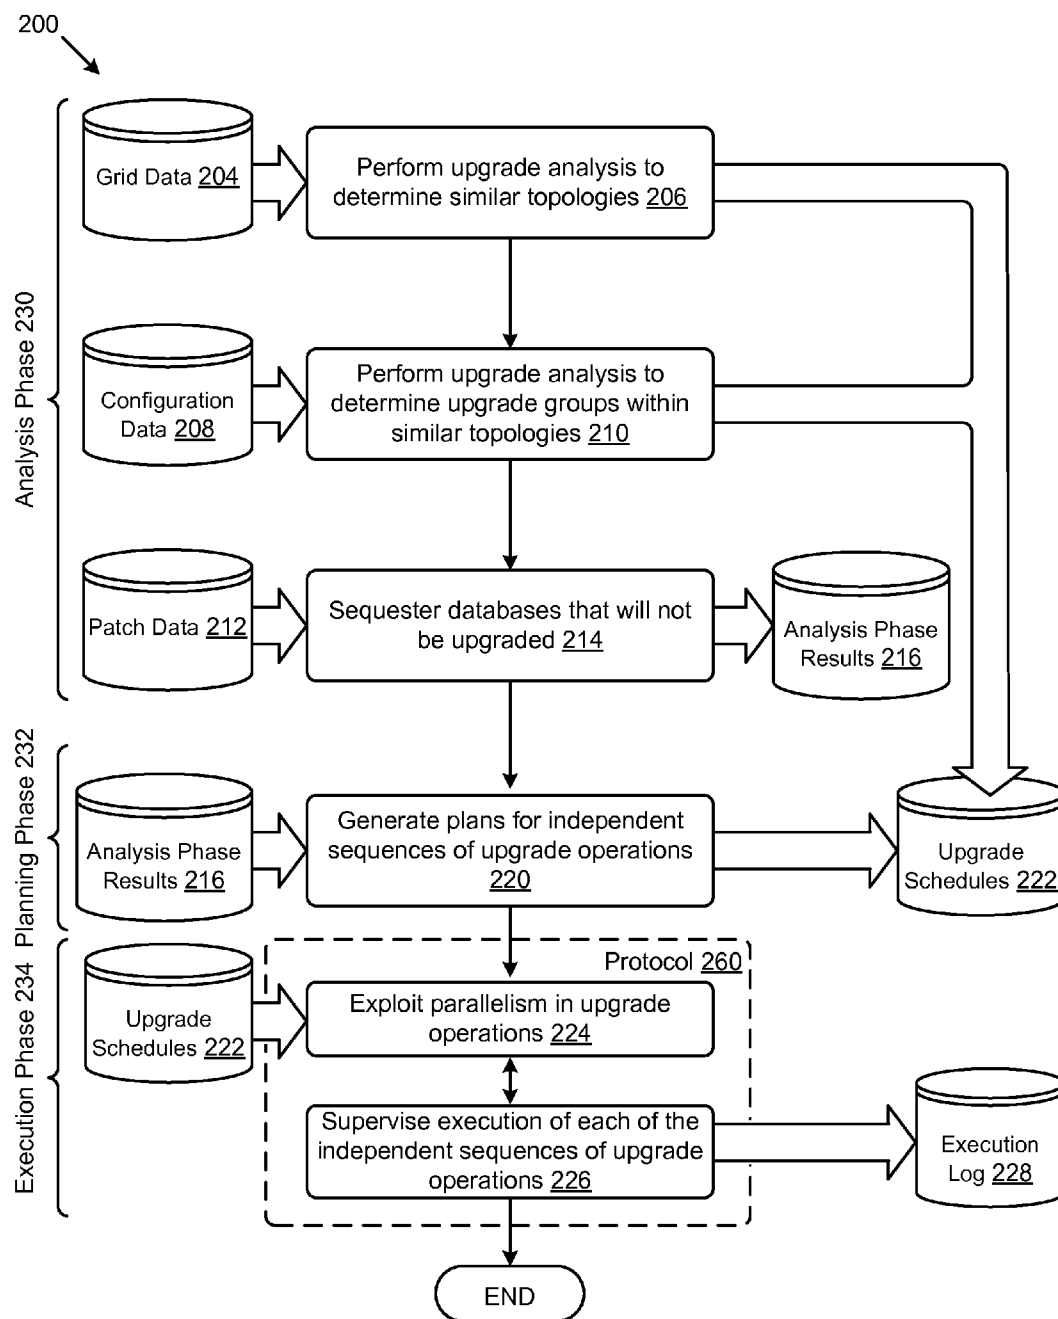 200
Analysis Phase 230
Grid Data 204
Perform upgrade analysis to
determine similar topologies 206
Configuration
Data 208
Perform upgrade analysis to
determine upgrade groups within
similar topologies 210
Patch Data 212
Sequester databases that will not
be upgraded 214
Analysis Phase
Results 216
Planning Phase 232
Analysis Phase
Results 216
Generate plans for independent
sequences of upgrade operations
220
Upgrade
Schedules 222
Execution Phase 234
Upgrade
Schedules 222
Protocol 260
Exploit parallelism in upgrade
operations 224
Supervise execution of each of the
independent sequences of upgrade
operations 226
Execution
Log 228
END